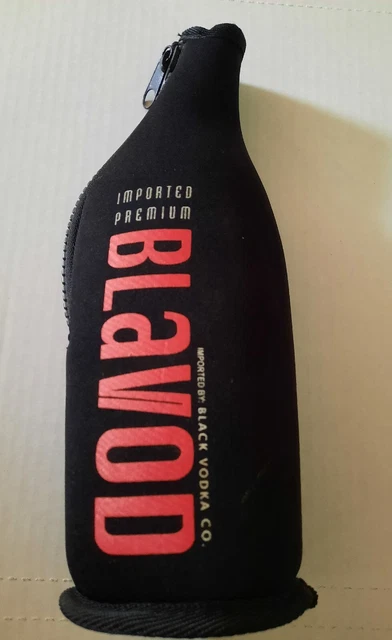 IMPORTED
PREMIUM
BLaVOD
IMPORTED BY: BLACK VODKA CO.